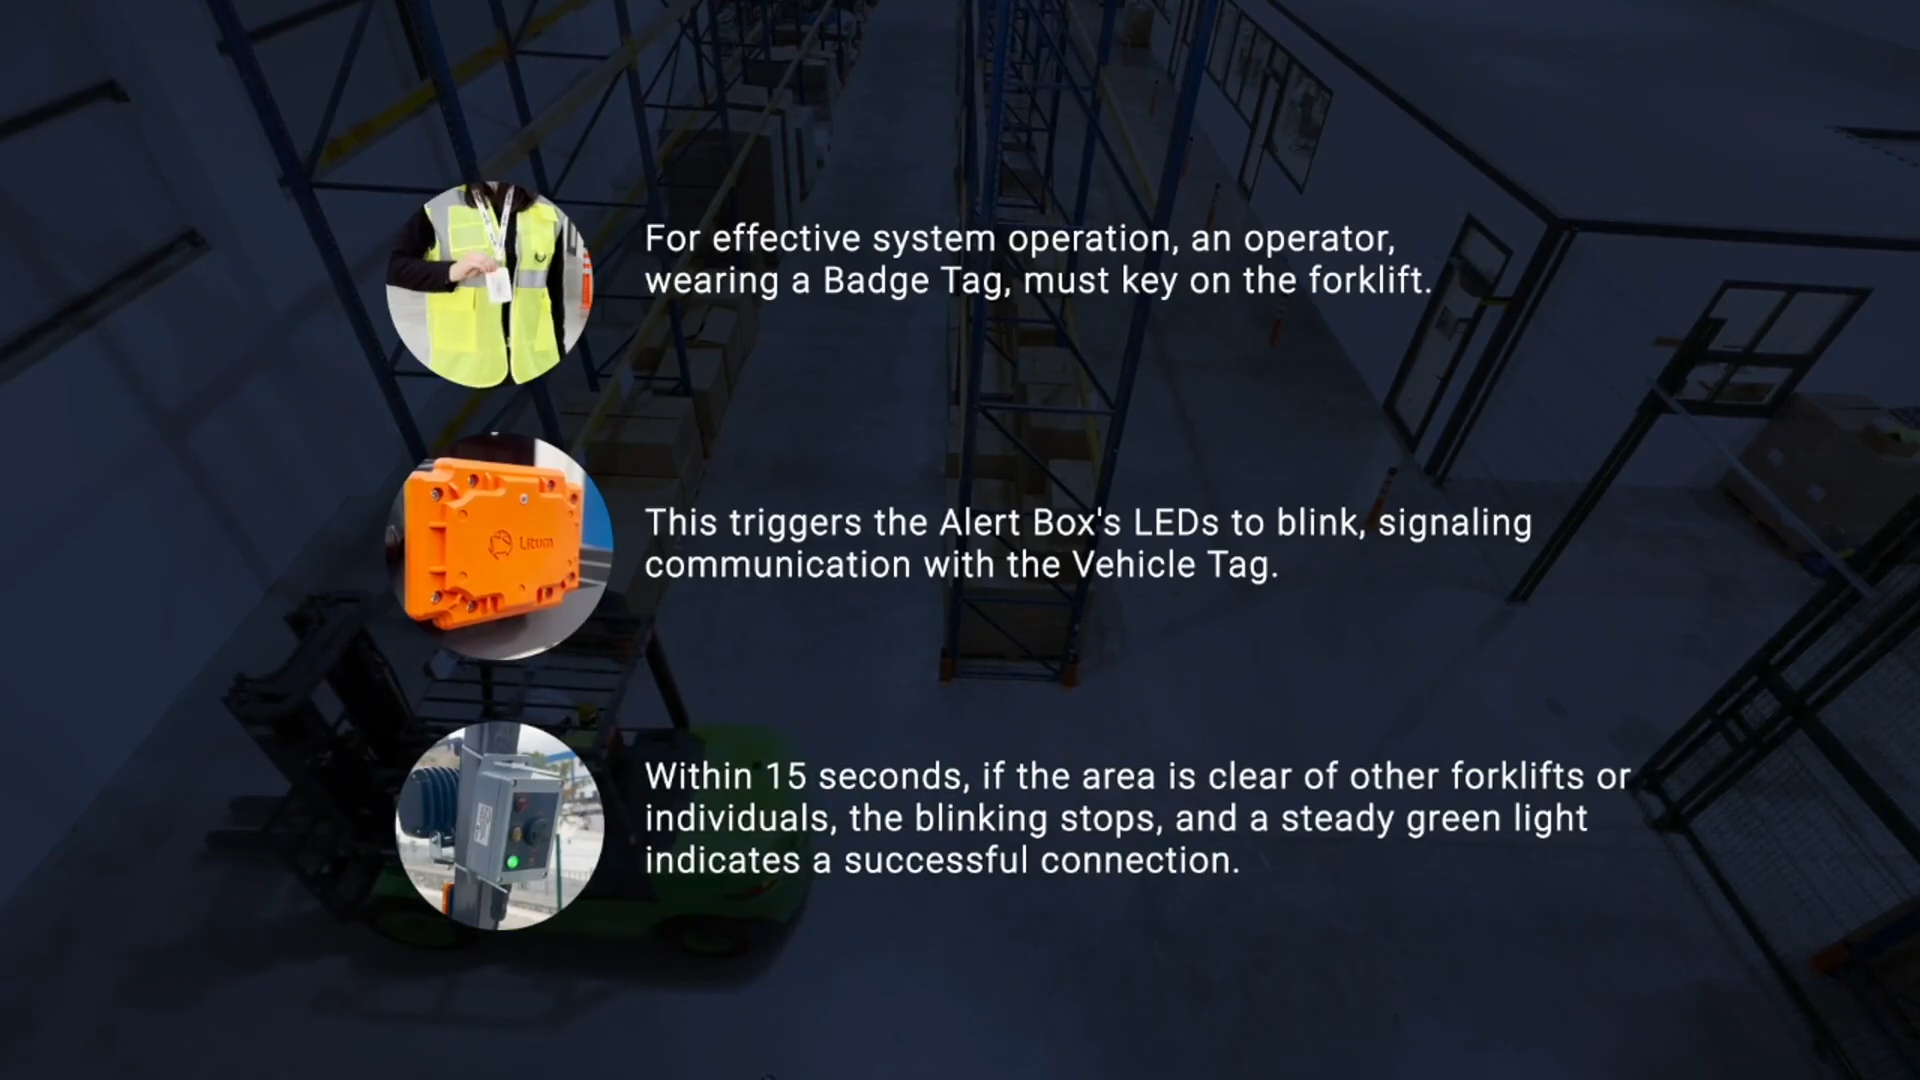 For effective system operation, an operator,
wearing a Badge Tag, must key on the forklift.
Litum
This triggers the Alert Box's LEDs to blink, signaling
communication with the Vehicle Tag.
Within 15 seconds, if the area is clear of other forklifts or
individuals, the blinking stops, and a steady green light
indicates a successful connection.